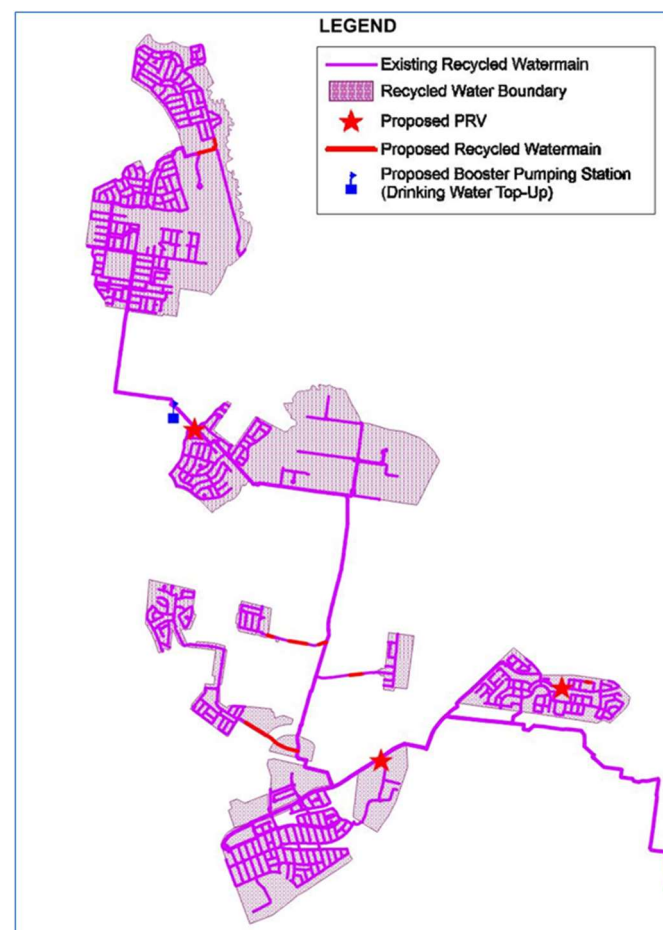 LEGEND
Existing Recycled Watermain
Recycled Water Boundary
Proposed PRV
Proposed Recycled Watermain
Proposed Booster Pumping Station
(Drinking Water Top-Up)